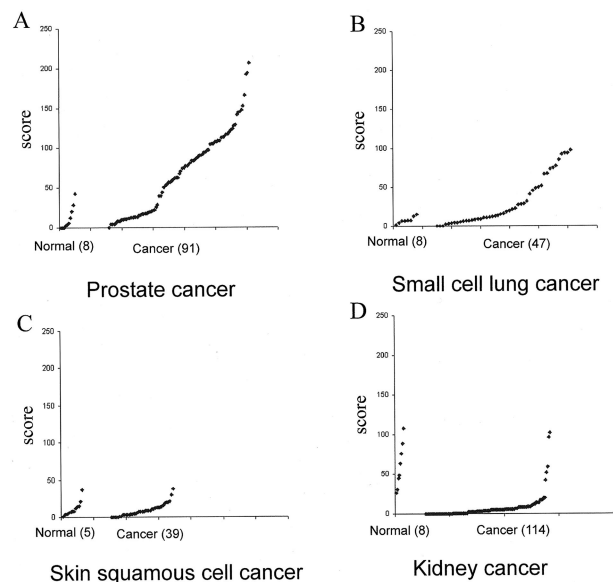 A
250
200
150
100
50
0
score
Normal (8) Cancer (91)
Prostate cancer
B
250
200
150
100
50
0
score
Normal (8) Cancer (47)
Small cell lung cancer
C
250
200
150
100
50
0
score
Normal (5) Cancer (39)
Skin squamous cell cancer
D
250
200
150
100
50
0
score
Normal (8) Cancer (114)
Kidney cancer